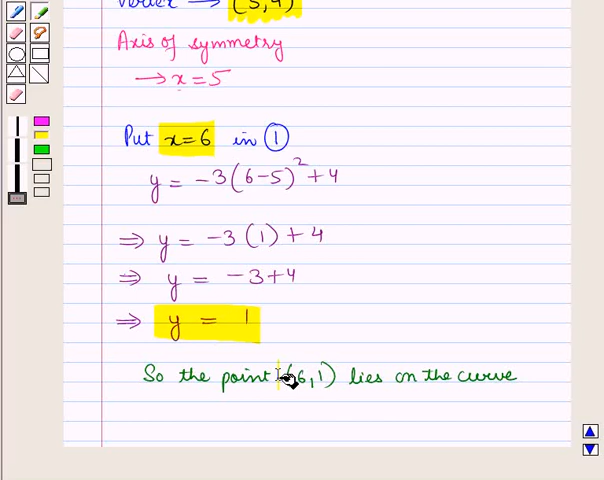 Vertex → (5,4)
Axis of symmetry
→ x = 5
Put x=6 in ①
y = -3(6-5)² + 4
⇒ y = -3(1) + 4
⇒ y = -3+4
⇒ y = 1
So the point (6,1) lies on the curve